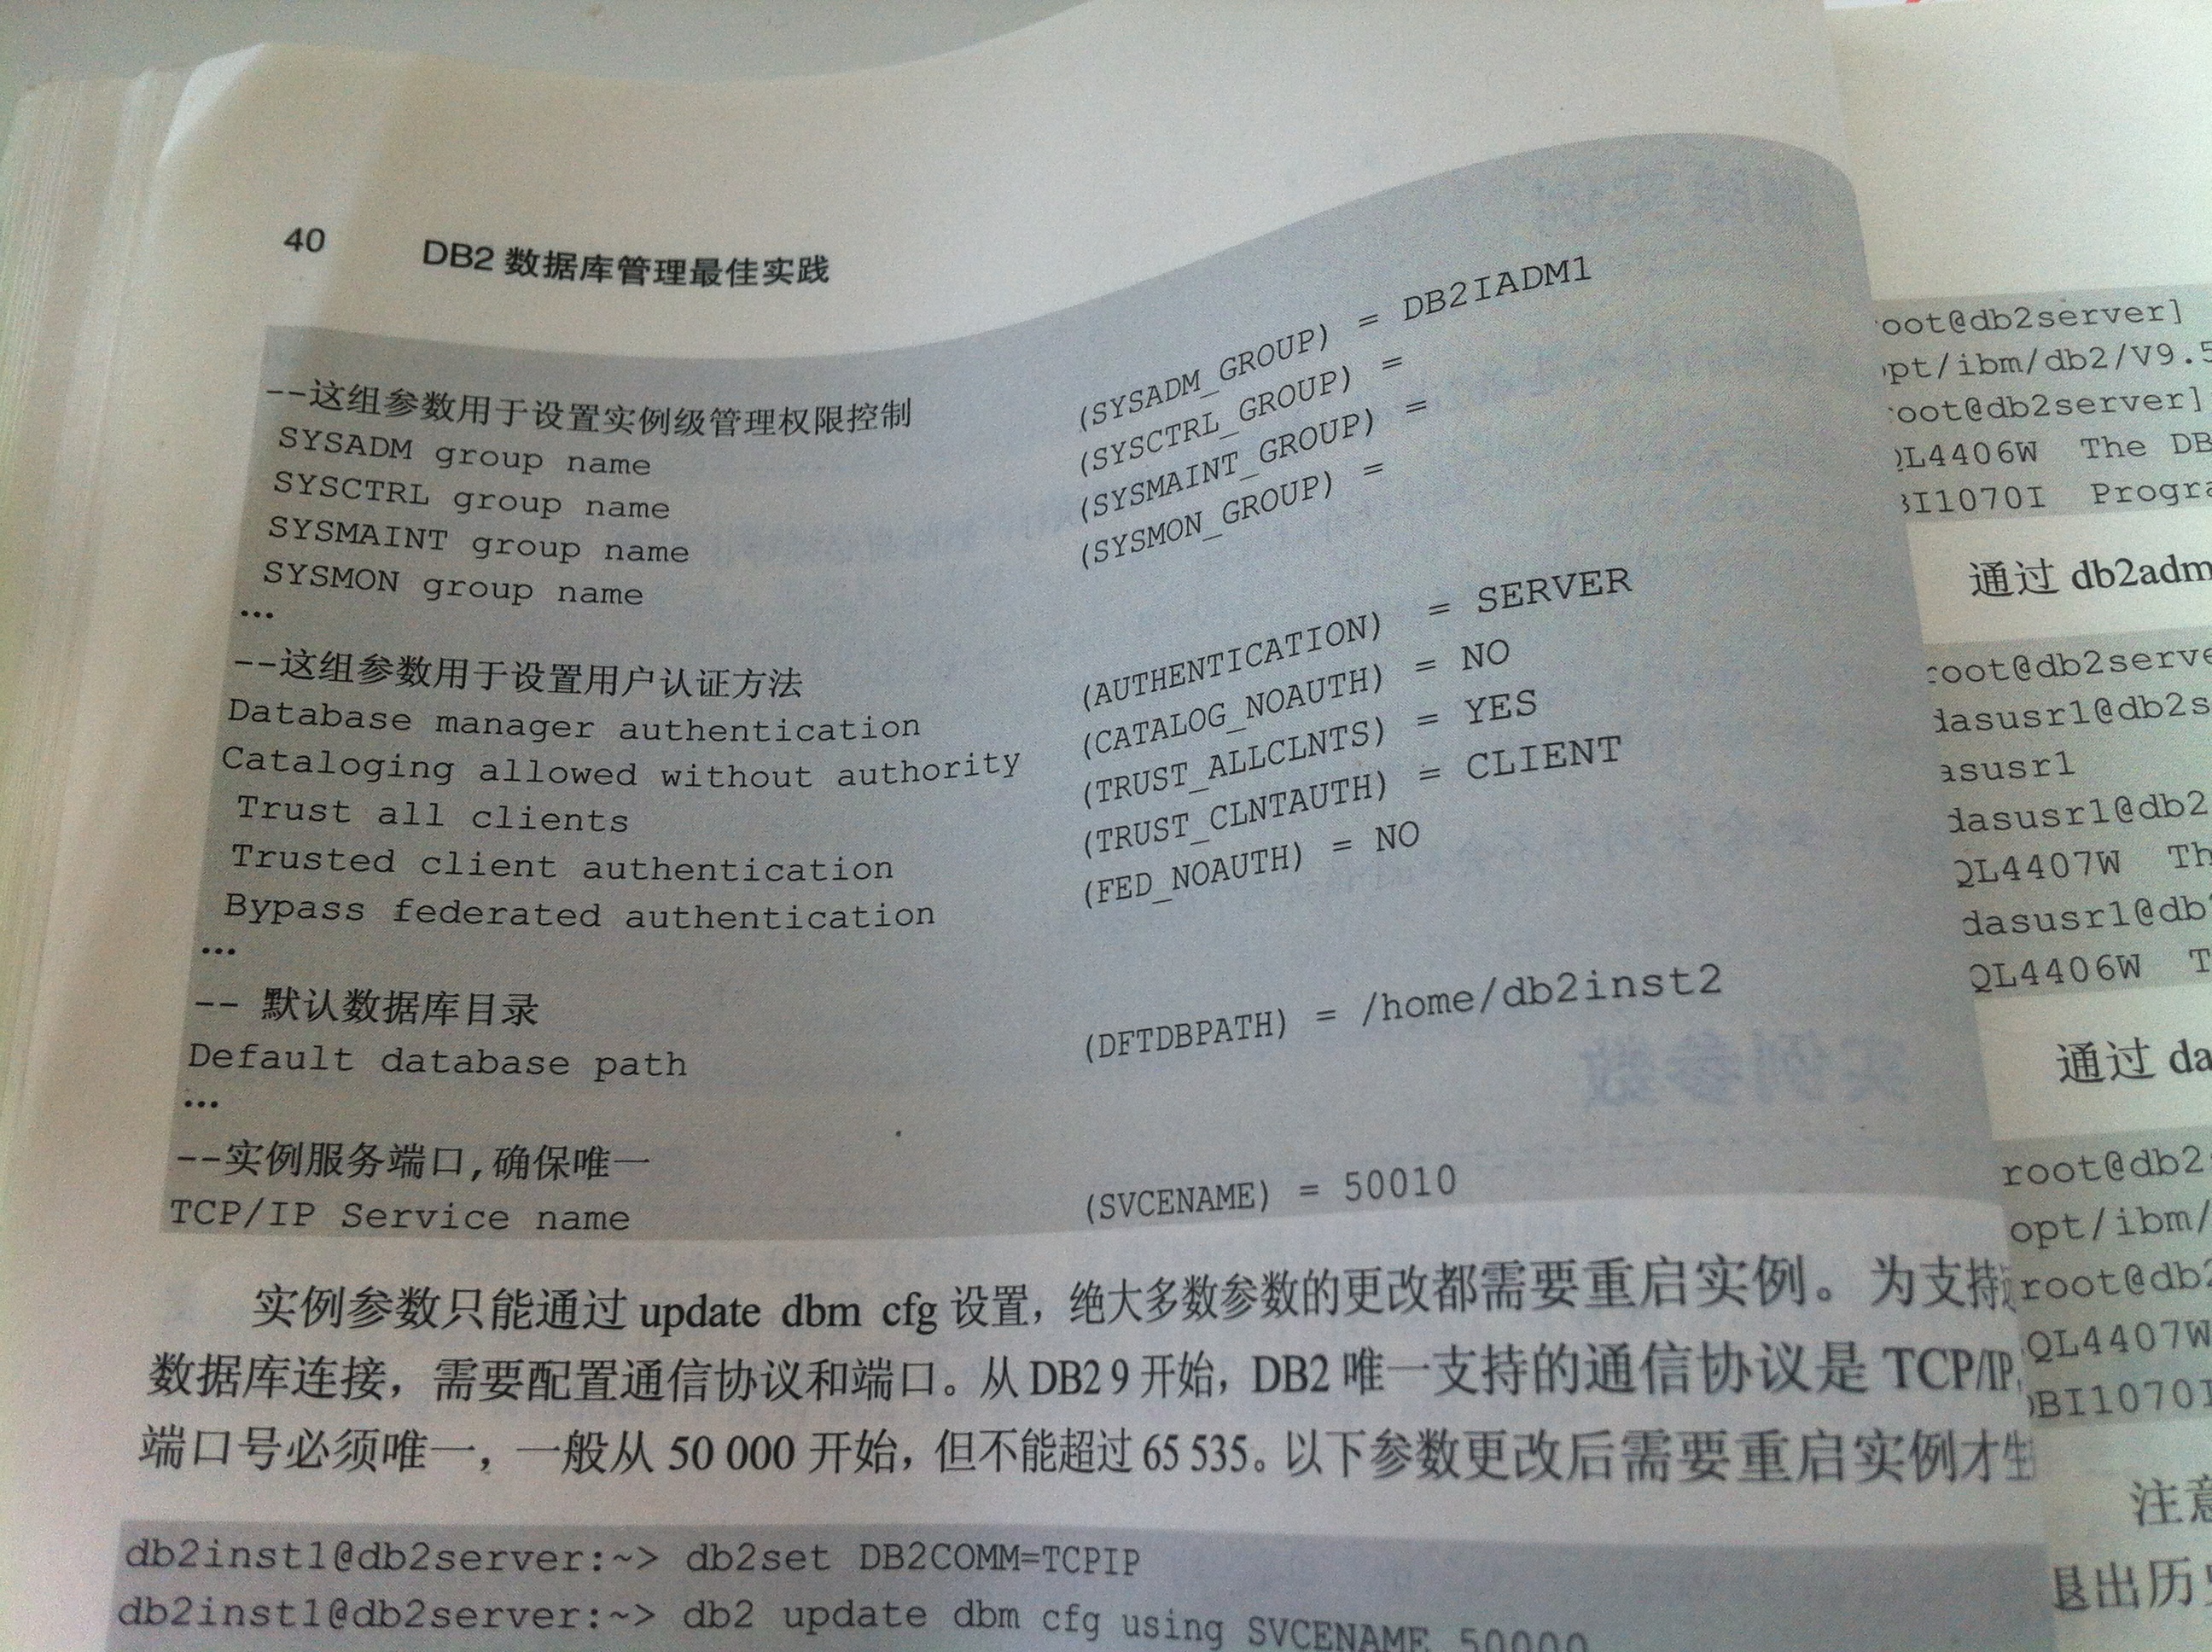 40 DB2 数据库管理最佳实践
--这组参数用于设置实例级管理权限控制
SYSADM group name (SYSADM_GROUP) = DB2IADM1
SYSCTRL group name (SYSCTRL_GROUP) =
SYSMAINT group name (SYSMAINT_GROUP) =
SYSMON group name (SYSMON_GROUP) =
…
--这组参数用于设置用户认证方法
Database manager authentication (AUTHENTICATION) = SERVER
Cataloging allowed without authority (CATALOG_NOAUTH) = NO
Trust all clients (TRUST_ALLCLNTS) = YES
Trusted client authentication (TRUST_CLNTAUTH) = CLIENT
Bypass federated authentication (FED_NOAUTH) = NO
…
-- 默认数据库目录
Default database path (DFTDBPATH) = /home/db2inst2
…
--实例服务端口,确保唯一
TCP/IP Service name (SVCENAME) = 50010
实例参数只能通过 update dbm cfg 设置，绝大多数参数的更改都需要重启实例。为支持
数据库连接，需要配置通信协议和端口。从 DB2 9 开始，DB2 唯一支持的通信协议是 TCP/IP
端口号必须唯一，一般从 50 000 开始，但不能超过 65 535。以下参数更改后需要重启实例才生
db2inst1@db2server:~> db2set DB2COMM=TCPIP
db2inst1@db2server:~> db2 update dbm cfg using SVCENAME 50000
oot@db2server]
pt/ibm/db2/V9.5
oot@db2server]
QL4406W The DB
BI1070I Progra
通过 db2adm
root@db2serve
dasusr1@db2s
asusr1
dasusr1@db2
QL4407W Th
dasusr1@db
QL4406W T
通过 da
root@db2
opt/ibm/
root@db2
QL4407W
DBI1070I
注意
退出历史